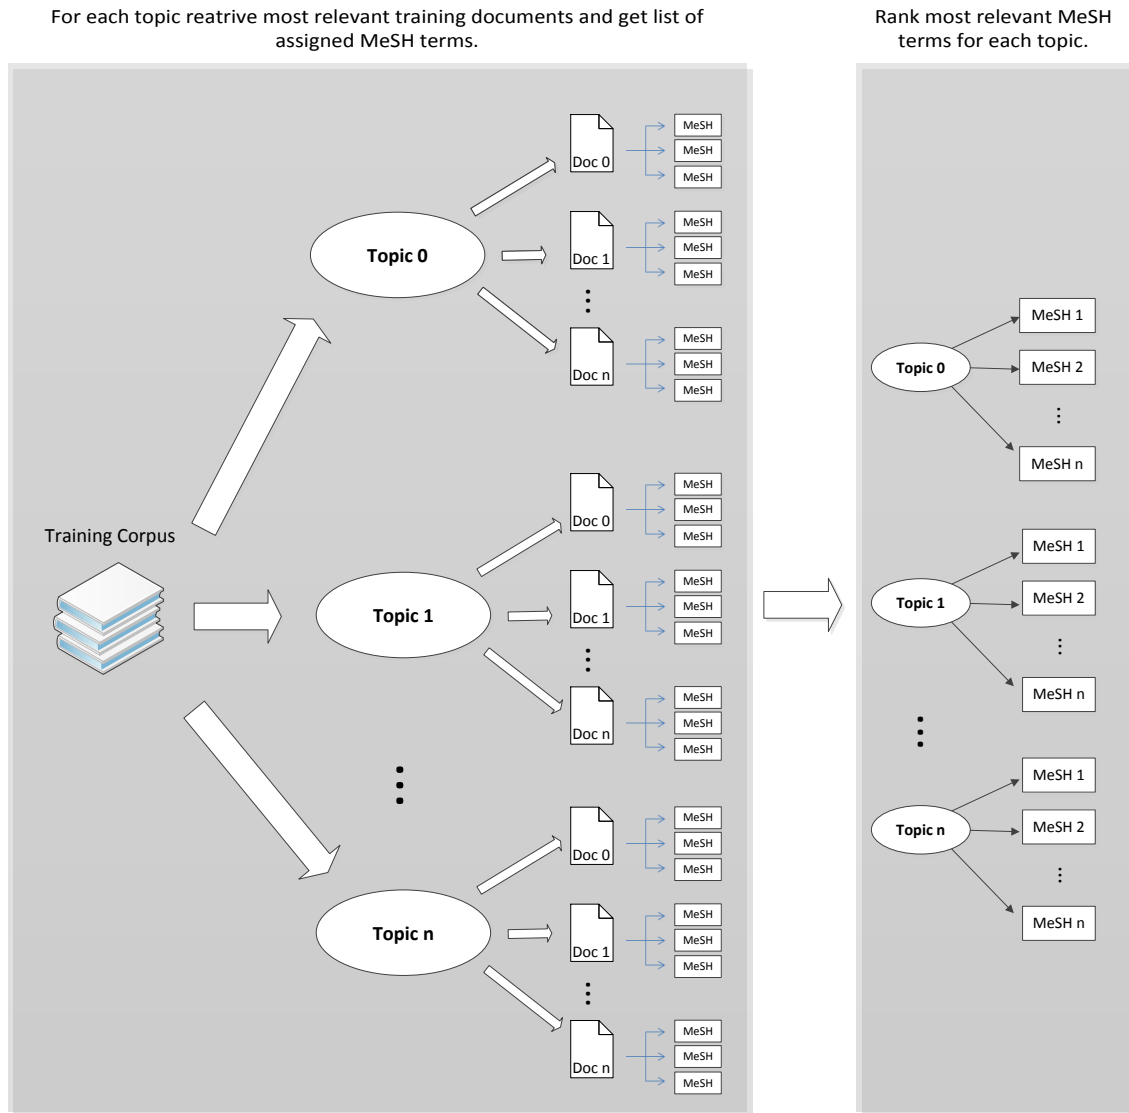 For each topic reatrive most relevant training documents and get list of
assigned MeSH terms.
Rank most relevant MeSH
terms for each topic.
Training Corpus
Topic 0
Doc 0
MeSH
MeSH
MeSH
Doc 1
MeSH
MeSH
MeSH
Doc n
MeSH
MeSH
MeSH
Topic 1
Doc 0
MeSH
MeSH
MeSH
Doc 1
MeSH
MeSH
MeSH
Doc n
MeSH
MeSH
MeSH
Topic n
Doc 0
MeSH
MeSH
MeSH
Doc 1
MeSH
MeSH
MeSH
Doc n
MeSH
MeSH
MeSH
Topic 0
MeSH 1
MeSH 2
MeSH n
Topic 1
MeSH 1
MeSH 2
MeSH n
Topic n
MeSH 1
MeSH 2
MeSH n